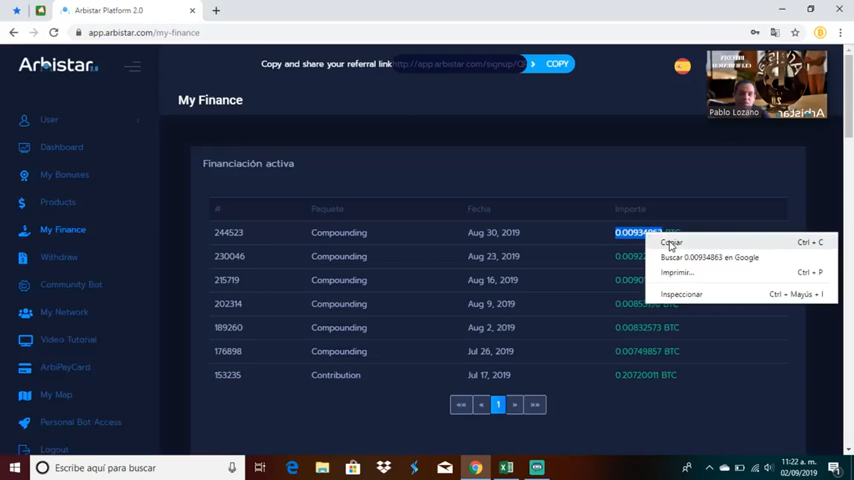 Arbistar Platform 2.0
app.arbistar.com/my-finance
Arbistar 2.0
Copy and share your referral link
COPY
Pablo Lozano
My Finance
User
Dashboard
My Bonuses
Products
My Finance
Withdraw
Community Bot
My Network
Video Tutorial
ArbiPayCard
My Map
Personal Bot Access
Logout
Financiación activa
# Paquete Fecha Importe
244523 Compounding Aug 30, 2019 0.00934863 BTC
230046 Compounding Aug 23, 2019
215719 Compounding Aug 16, 2019
202314 Compounding Aug 9, 2019
189260 Compounding Aug 2, 2019 0.00832573 BTC
176898 Compounding Jul 26, 2019 0.00749857 BTC
153235 Contribution Jul 17, 2019 0.20720011 BTC
«« « 1 » »»
Copiar Ctrl + C
Buscar 0.00934863 en Google
Imprimir... Ctrl + P
Inspeccionar Ctrl + Mayús + I
Escribe aquí para buscar
11:22 a. m.
02/09/2019